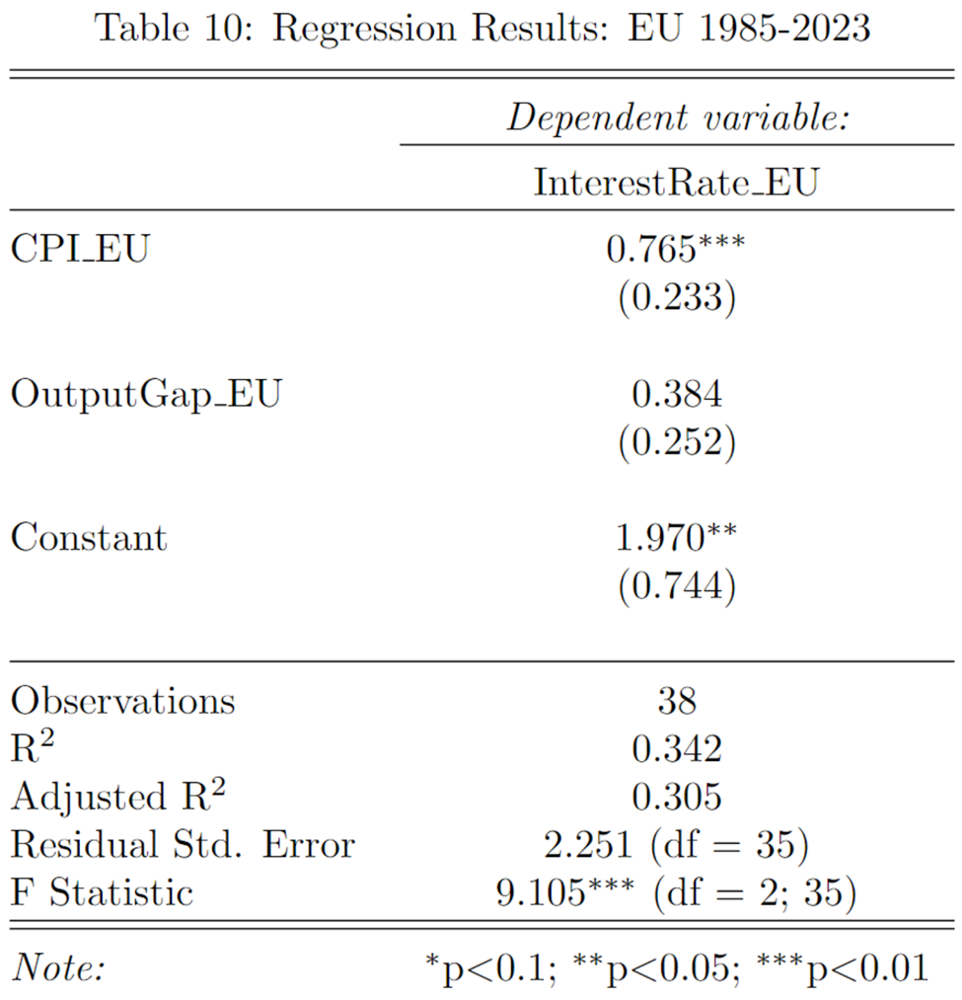 Table 10: Regression Results: EU 1985-2023
Dependent variable:
InterestRate_EU
CPI_EU 0.765***
(0.233)
OutputGap_EU 0.384
(0.252)
Constant 1.970**
(0.744)
Observations 38
R² 0.342
Adjusted R² 0.305
Residual Std. Error 2.251 (df = 35)
F Statistic 9.105*** (df = 2; 35)
Note: *p<0.1; **p<0.05; ***p<0.01